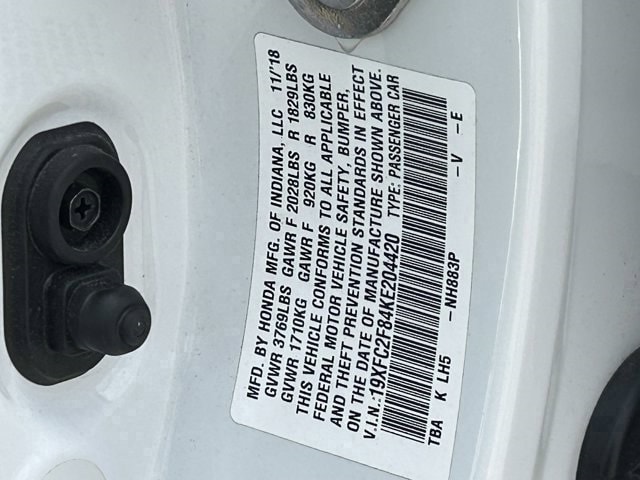 MFD. BY HONDA MFG. OF INDIANA, LLC 11/'18
GVWR 3769LBS GAWR F 2028LBS R 1829LBS
GVWR 1710KG GAWR F 920KG R 830KG
THIS VEHICLE CONFORMS TO ALL APPLICABLE
FEDERAL MOTOR VEHICLE SAFETY, BUMPER,
AND THEFT PREVENTION STANDARDS IN EFFECT
ON THE DATE OF MANUFACTURE SHOWN ABOVE.
V.I.N.:19XFC2F84KE204420 TYPE: PASSENGER CAR
TBA K LH5 -NH883P -V -E